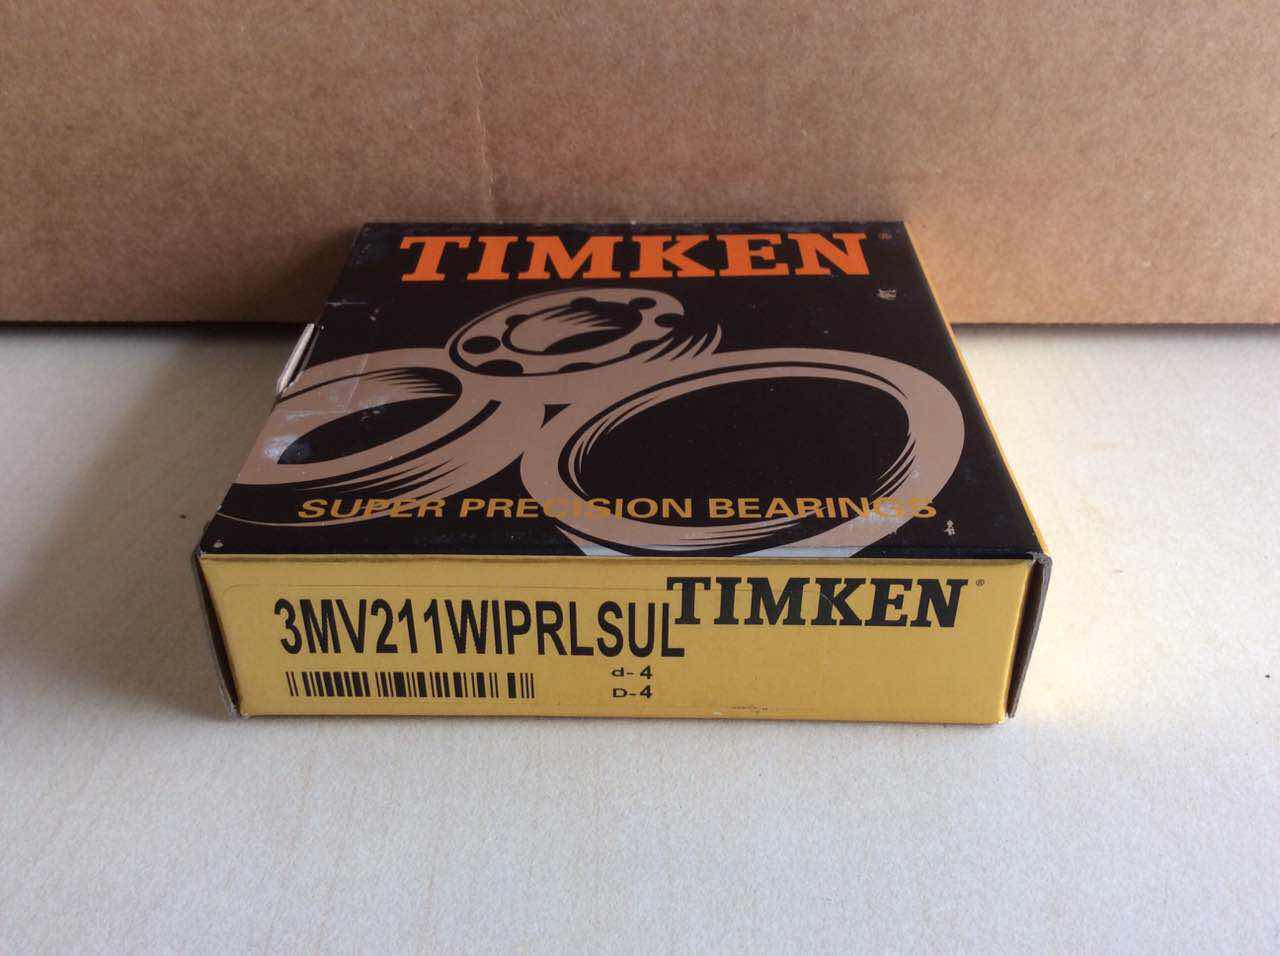 TIMKEN®
SUPER PRECISION BEARINGS
TIMKEN®
3MV211WIPRLSUL
d-4
D-4